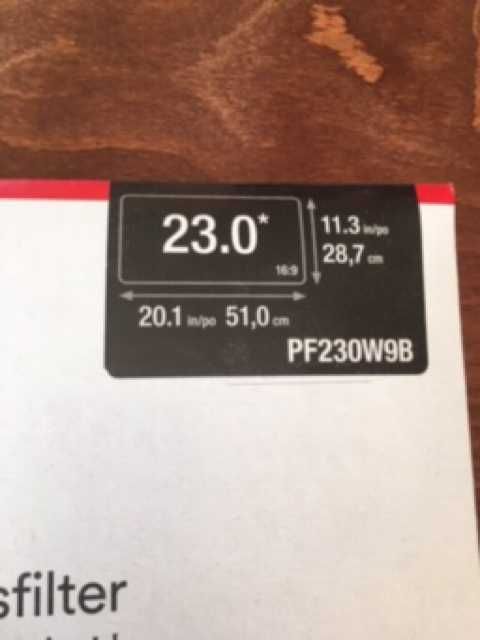 23.0*
16:9
11.3 in/po
28,7 cm
20.1 in/po 51,0 cm
PF230W9B
sfilter